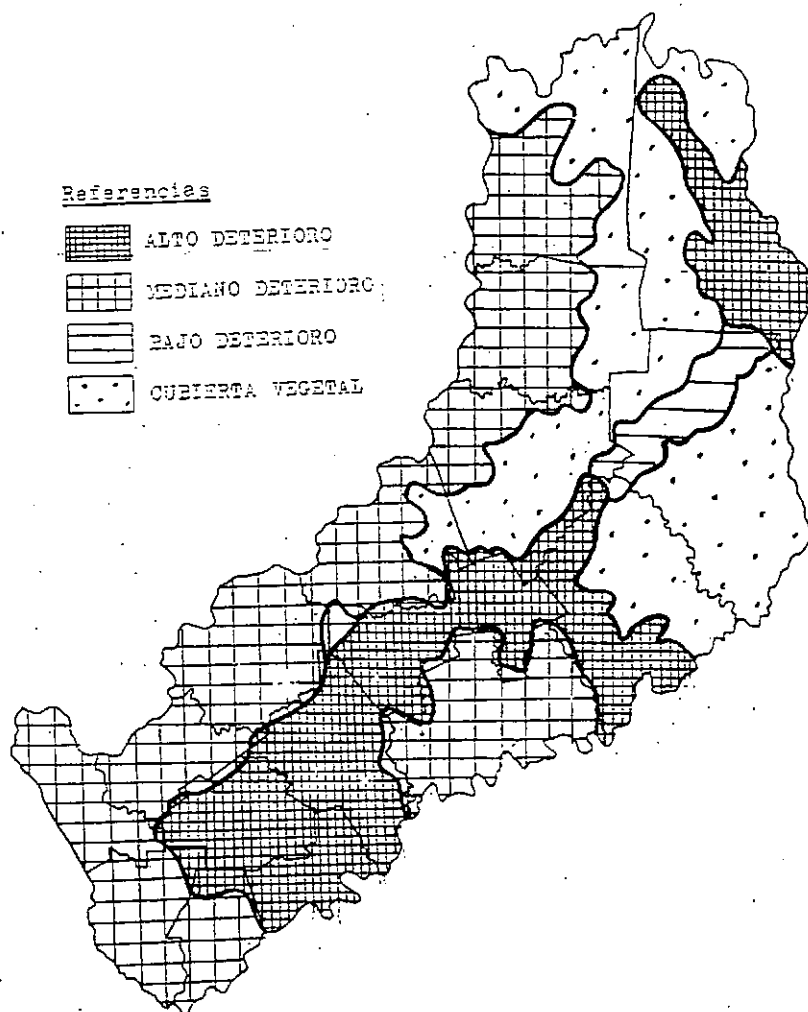 Referencias
ALTO DETERIORO
MEDIANO DETERIORO
BAJO DETERIORO
CUBIERTA VEGETAL